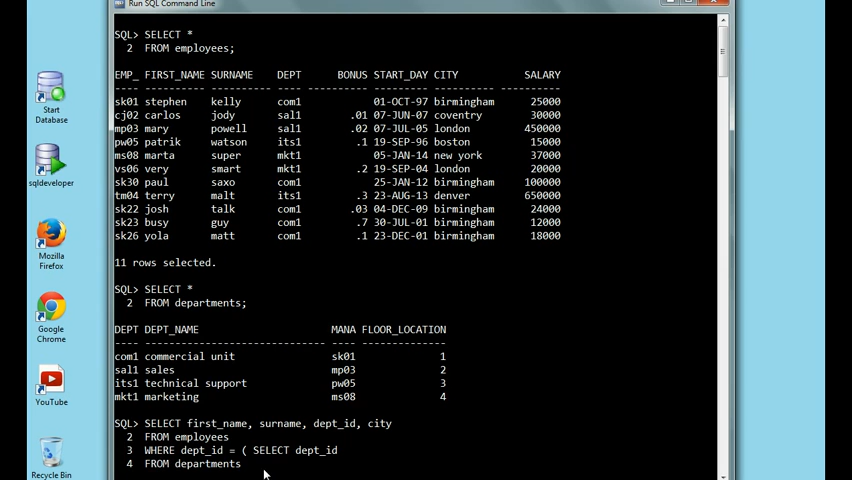 Run SQL Command Line
SQL> SELECT *
2 FROM employees;
EMP_ FIRST_NAME SURNAME DEPT BONUS START_DAY CITY SALARY
---- ---------- ---------- ---- ---------- --------- ---------- ----------
sk01 stephen kelly com1 01-OCT-97 birmingham 25000
cj02 carlos jody sal1 .01 07-JUN-07 coventry 30000
mp03 mary powell sal1 .02 07-JUL-05 london 450000
pw05 patrik watson its1 .1 19-SEP-96 boston 15000
ms08 marta super mkt1 05-JAN-14 new york 37000
vs06 very smart mkt1 .2 19-SEP-04 london 20000
sk30 paul saxo com1 25-JAN-12 birmingham 100000
tm04 terry malt its1 .3 23-AUG-13 denver 650000
sk22 josh talk com1 .03 04-DEC-09 birmingham 24000
sk23 busy guy com1 .7 30-JUL-01 birmingham 12000
sk26 yola matt com1 .1 23-DEC-01 birmingham 18000
11 rows selected.
SQL> SELECT *
2 FROM departments;
DEPT DEPT_NAME MANA FLOOR_LOCATION
---- ------------------------------ ---- --------------
com1 commercial unit sk01 1
sal1 sales mp03 2
its1 technical support pw05 3
mkt1 marketing ms08 4
SQL> SELECT first_name, surname, dept_id, city
2 FROM employees
3 WHERE dept_id = ( SELECT dept_id
4 FROM departments
Start
Database
sqldeveloper
Mozilla
Firefox
Google
Chrome
YouTube
Recycle Bin